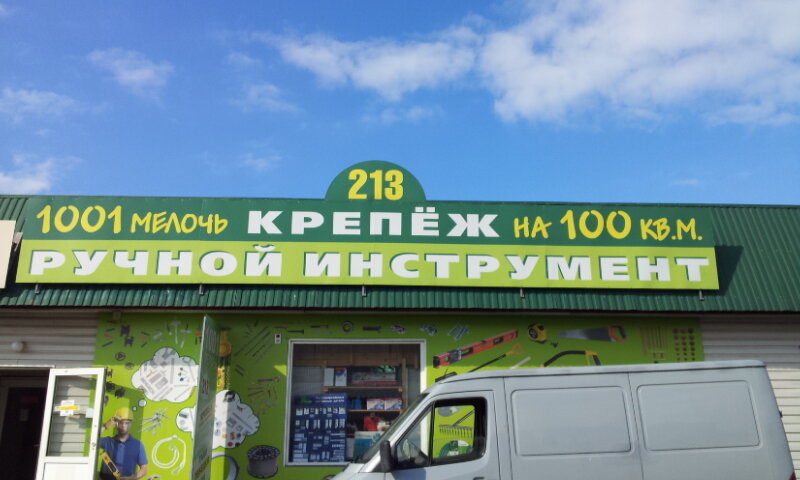 213
1001 МЕЛОЧЬ КРЕПЁЖ НА 100 КВ.М.
РУЧНОЙ ИНСТРУМЕНТ